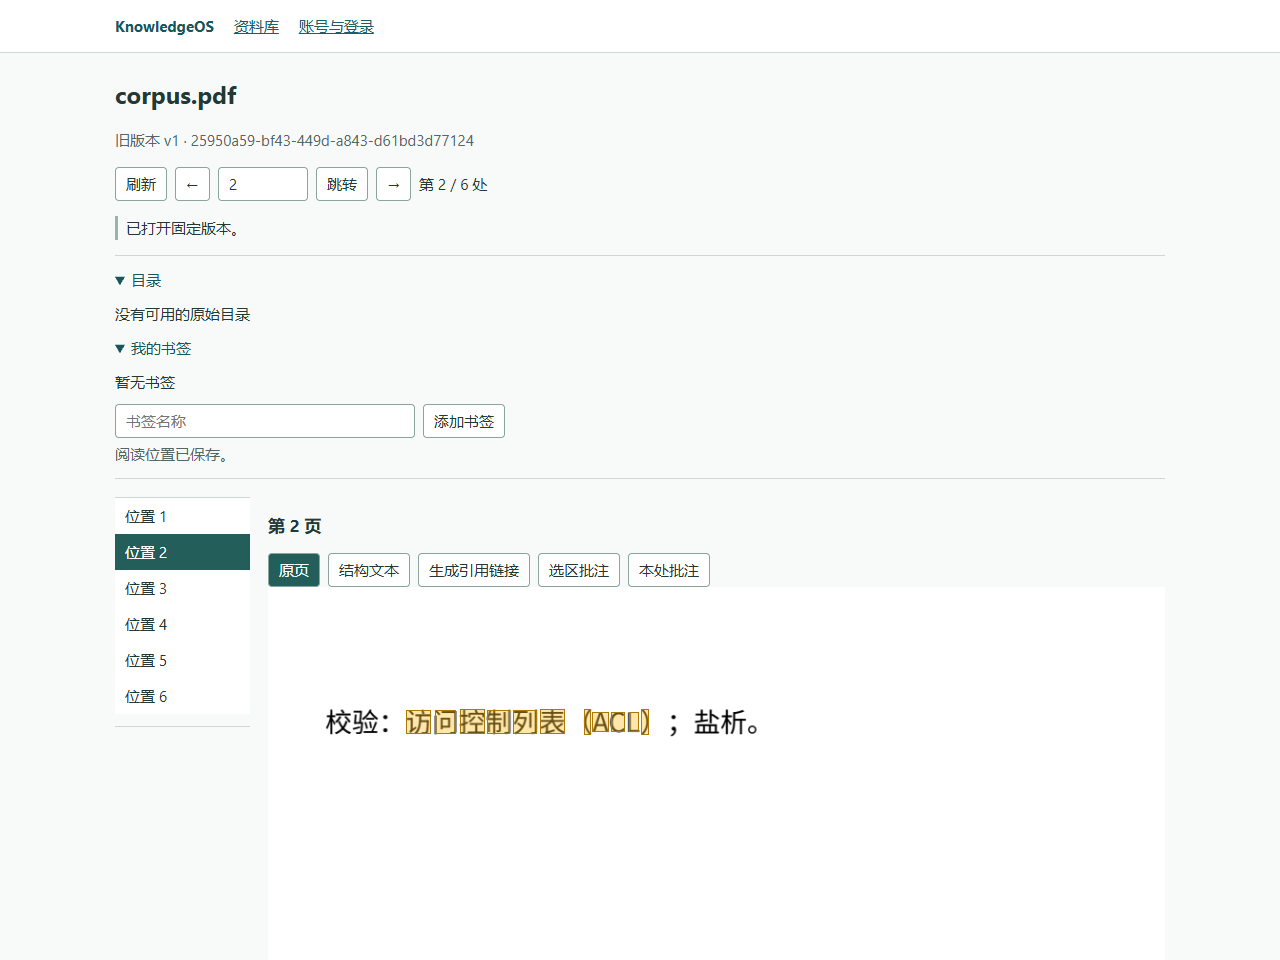 KnowledgeOS 资料库 账号与登录
corpus.pdf
旧版本 v1 · 25950a59-bf43-449d-a843-d61bd3d77124
刷新 ← 2 跳转 → 第 2 / 6 处
已打开固定版本。
▼ 目录
没有可用的原始目录
▼ 我的书签
暂无书签
书签名称 添加书签
阅读位置已保存。
位置 1
位置 2
位置 3
位置 4
位置 5
位置 6
第 2 页
原页 结构文本 生成引用链接 选区批注 本处批注
校验：访问控制列表（ACL）；盐析。